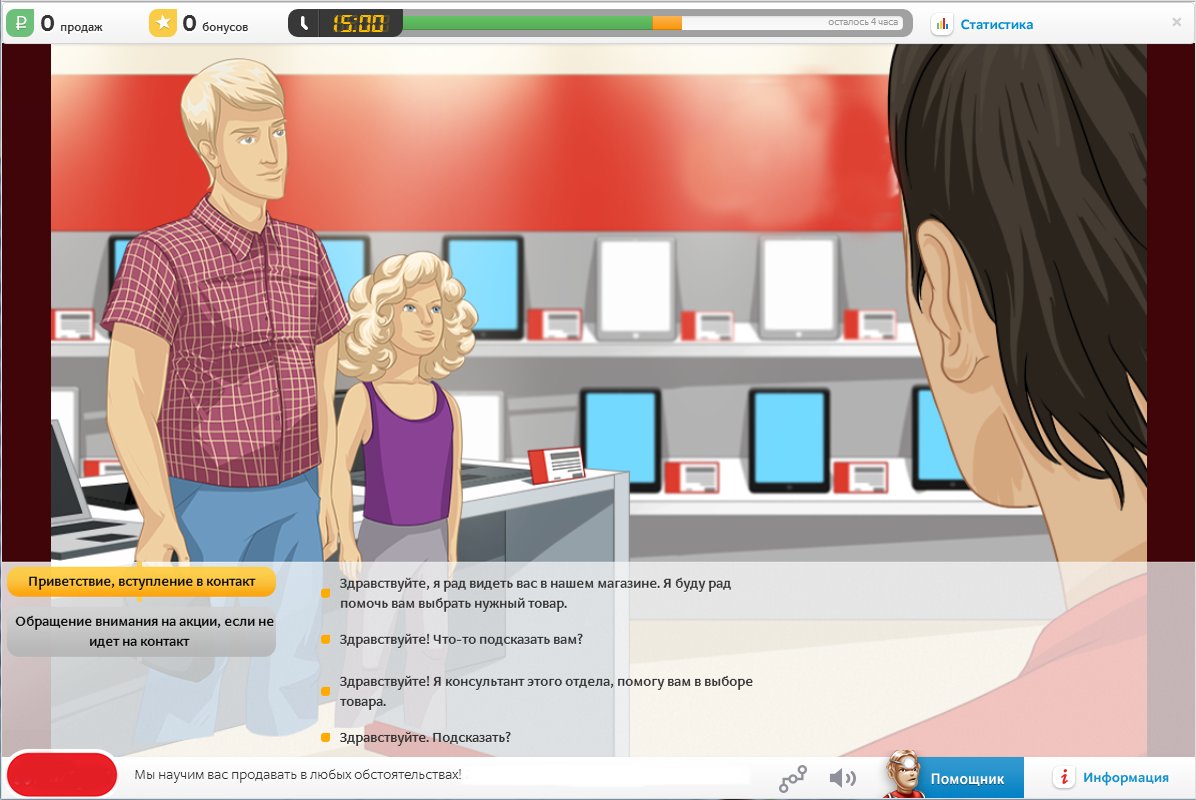 0 продаж
0 бонусов
15:00
осталось 4 часа
Статистика
×
Приветствие, вступление в контакт
Обращение внимания на акции, если не
идет на контакт
Здравствуйте, я рад видеть вас в нашем магазине. Я буду рад
помочь вам выбрать нужный товар.
Здравствуйте! Что-то подсказать вам?
Здравствуйте! Я консультант этого отдела, помогу вам в выборе
товара.
Здравствуйте. Подсказать?
Мы научим вас продавать в любых обстоятельствах!
Помощник
Информация